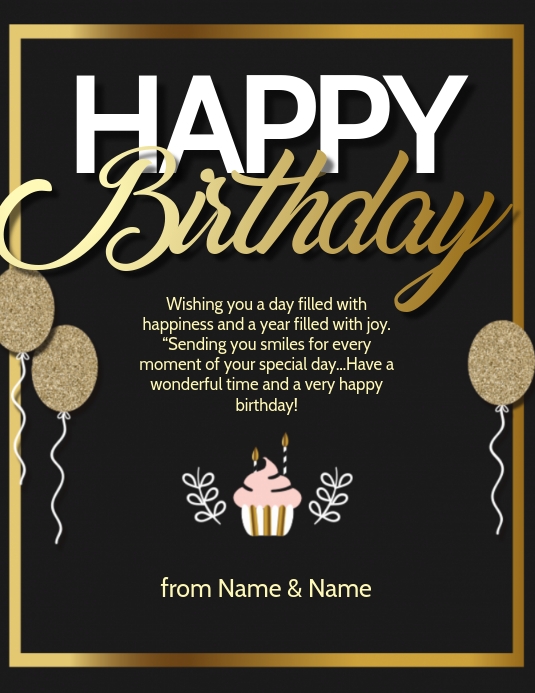 HAPPY
Birthday
Wishing you a day filled with
happiness and a year filled with joy.
“Sending you smiles for every
moment of your special day...Have a
wonderful time and a very happy
birthday!
from Name & Name